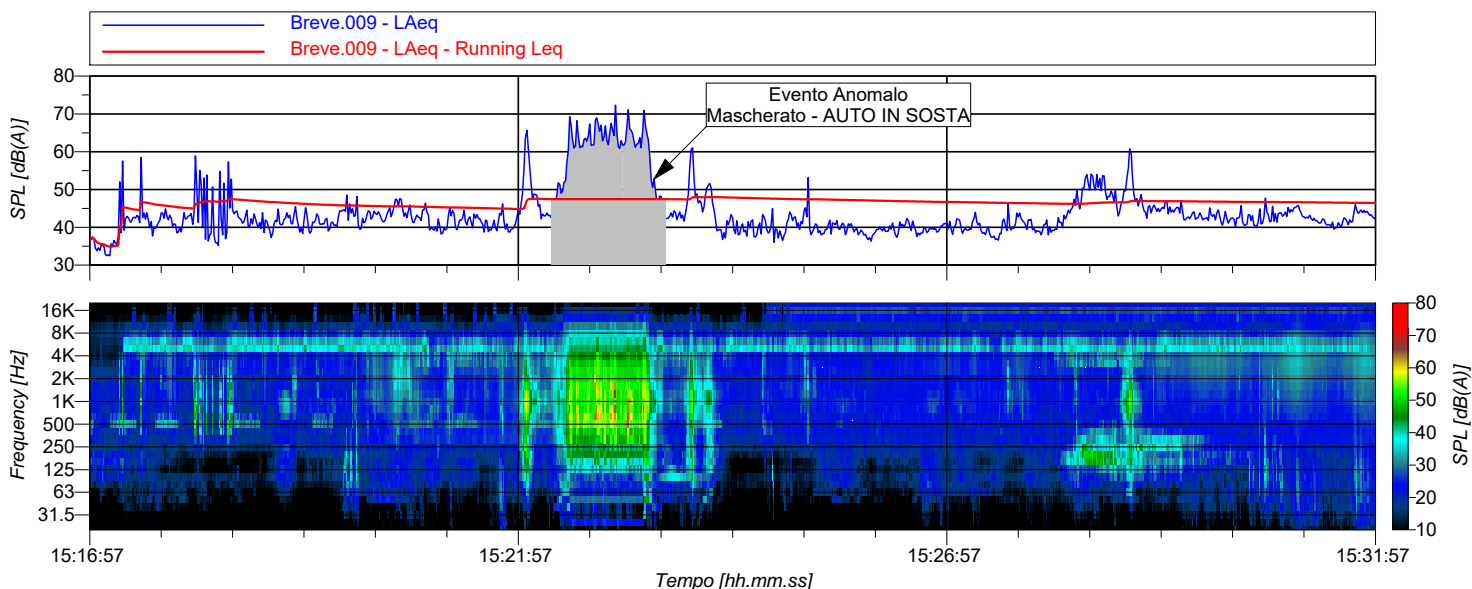 Breve.009 - LAeq
Breve.009 - LAeq - Running Leq
80
70
60
50
40
30
SPL [dB(A)]
Evento Anomalo
Mascherato - AUTO IN SOSTA
16K
8K
4K
2K
1K
500
250
125
63
31.5
Frequency [Hz]
80
70
60
50
40
30
20
10
SPL [dB(A)]
15:16:57
15:21:57
15:26:57
15:31:57
Tempo [hh.mm.ss]